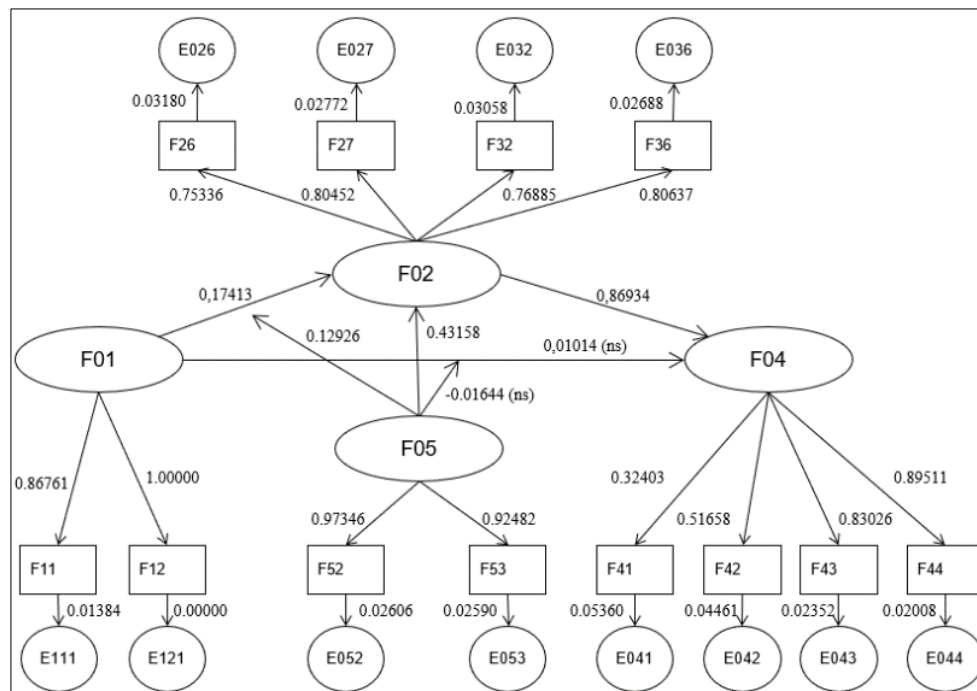 E026 E027 E032 E036
0.03180 0.02772 0.03058 0.02688
F26 F27 F32 F36
0.75336 0.80452 0.76885 0.80637
F02
0,17413 0,86934
0.12926 0.43158
0,01014 (ns)
F01 F04
-0.01644 (ns)
F05
0.86761 1.00000 0.97346 0.92482 0.32403 0.51658 0.83026 0.89511
F11 F12 F52 F53 F41 F42 F43 F44
0.01384 0.00000 0.02606 0.02590 0.05360 0.04461 0.02352 0.02008
E111 E121 E052 E053 E041 E042 E043 E044